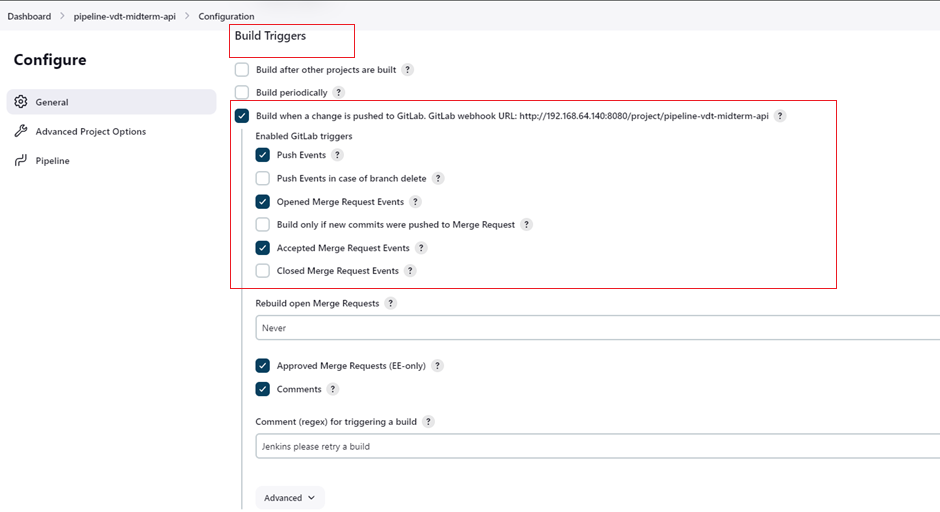 Dashboard > pipeline-vdt-midterm-api > Configuration
Configure
General
Advanced Project Options
Pipeline
Build Triggers
Build after other projects are built ?
Build periodically ?
Build when a change is pushed to GitLab. GitLab webhook URL: http://192.168.64.140:8080/project/pipeline-vdt-midterm-api ?
Enabled GitLab triggers
Push Events ?
Push Events in case of branch delete ?
Opened Merge Request Events ?
Build only if new commits were pushed to Merge Request ?
Accepted Merge Request Events ?
Closed Merge Request Events ?
Rebuild open Merge Requests ?
Never
Approved Merge Requests (EE-only) ?
Comments ?
Comment (regex) for triggering a build ?
Jenkins please retry a build
Advanced